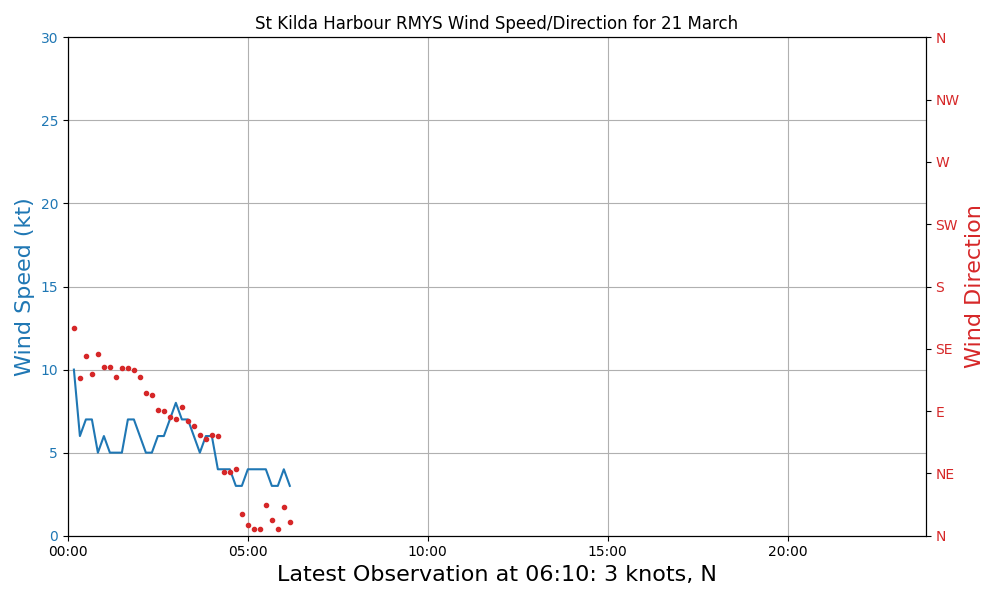 St Kilda Harbour RMYS Wind Speed/Direction for 21 March
Wind Speed (kt)
30
25
20
15
10
5
0
00:00
05:00
10:00
15:00
20:00
N
NW
W
SW
S
SE
E
NE
N
Wind Direction
Latest Observation at 06:10: 3 knots, N